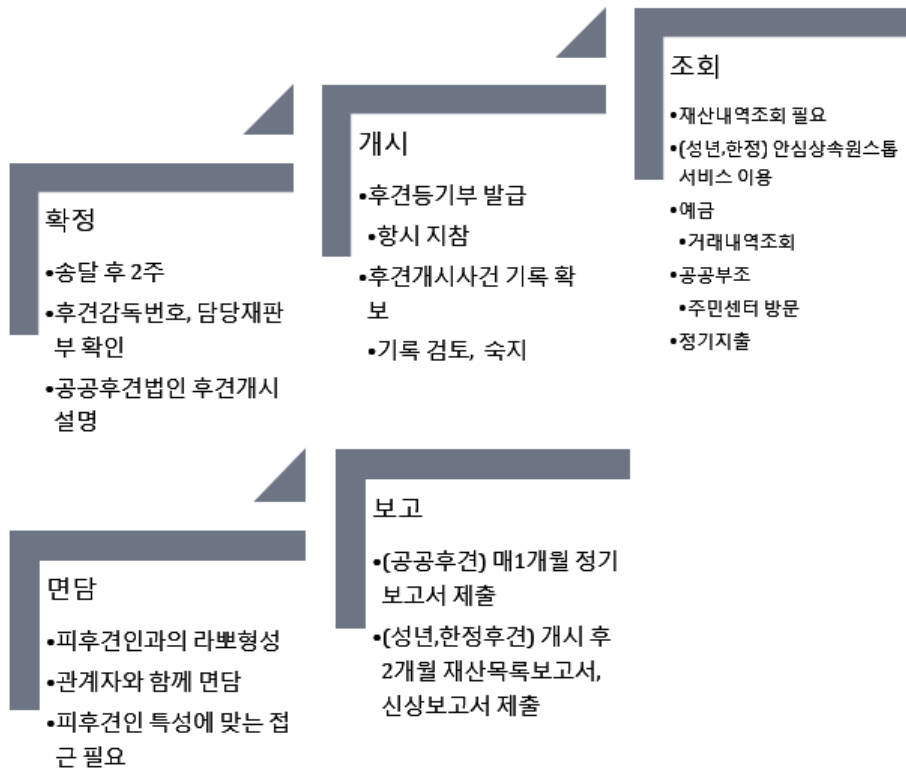 확정
•송달 후 2주
•후견감독번호, 담당재판
부 확인
•공공후견법인 후견개시
설명
개시
•후견등기부 발급
•항시 지참
•후견개시사건 기록 확
보
•기록 검토, 숙지
조회
•재산내역조회 필요
•(성년,한정) 안심상속원스톱
서비스 이용
•예금
•거래내역조회
•공공부조
•주민센터 방문
•정기지출
면담
•피후견인과의 라뽀형성
•관계자와 함께 면담
•피후견인 특성에 맞는 접
근 필요
보고
•(공공후견) 매1개월 정기
보고서 제출
•(성년,한정후견) 개시 후
2개월 재산목록보고서,
신상보고서 제출